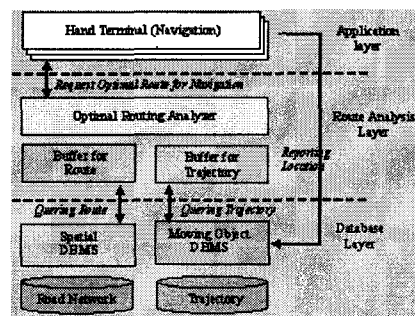 Hand Terminal (Navigation)
Application
layer
Request Optimal Route for Navigation
Optimal Routing Analyzer
Route Analysis
Layer
Buffer for
Route
Buffer for
Trajectory
Reporting
Location
Quering Route
Quering Trajectory
Spatial
DBMS
Moving Object
DBMS
Database
Layer
Road Network
Trajectory